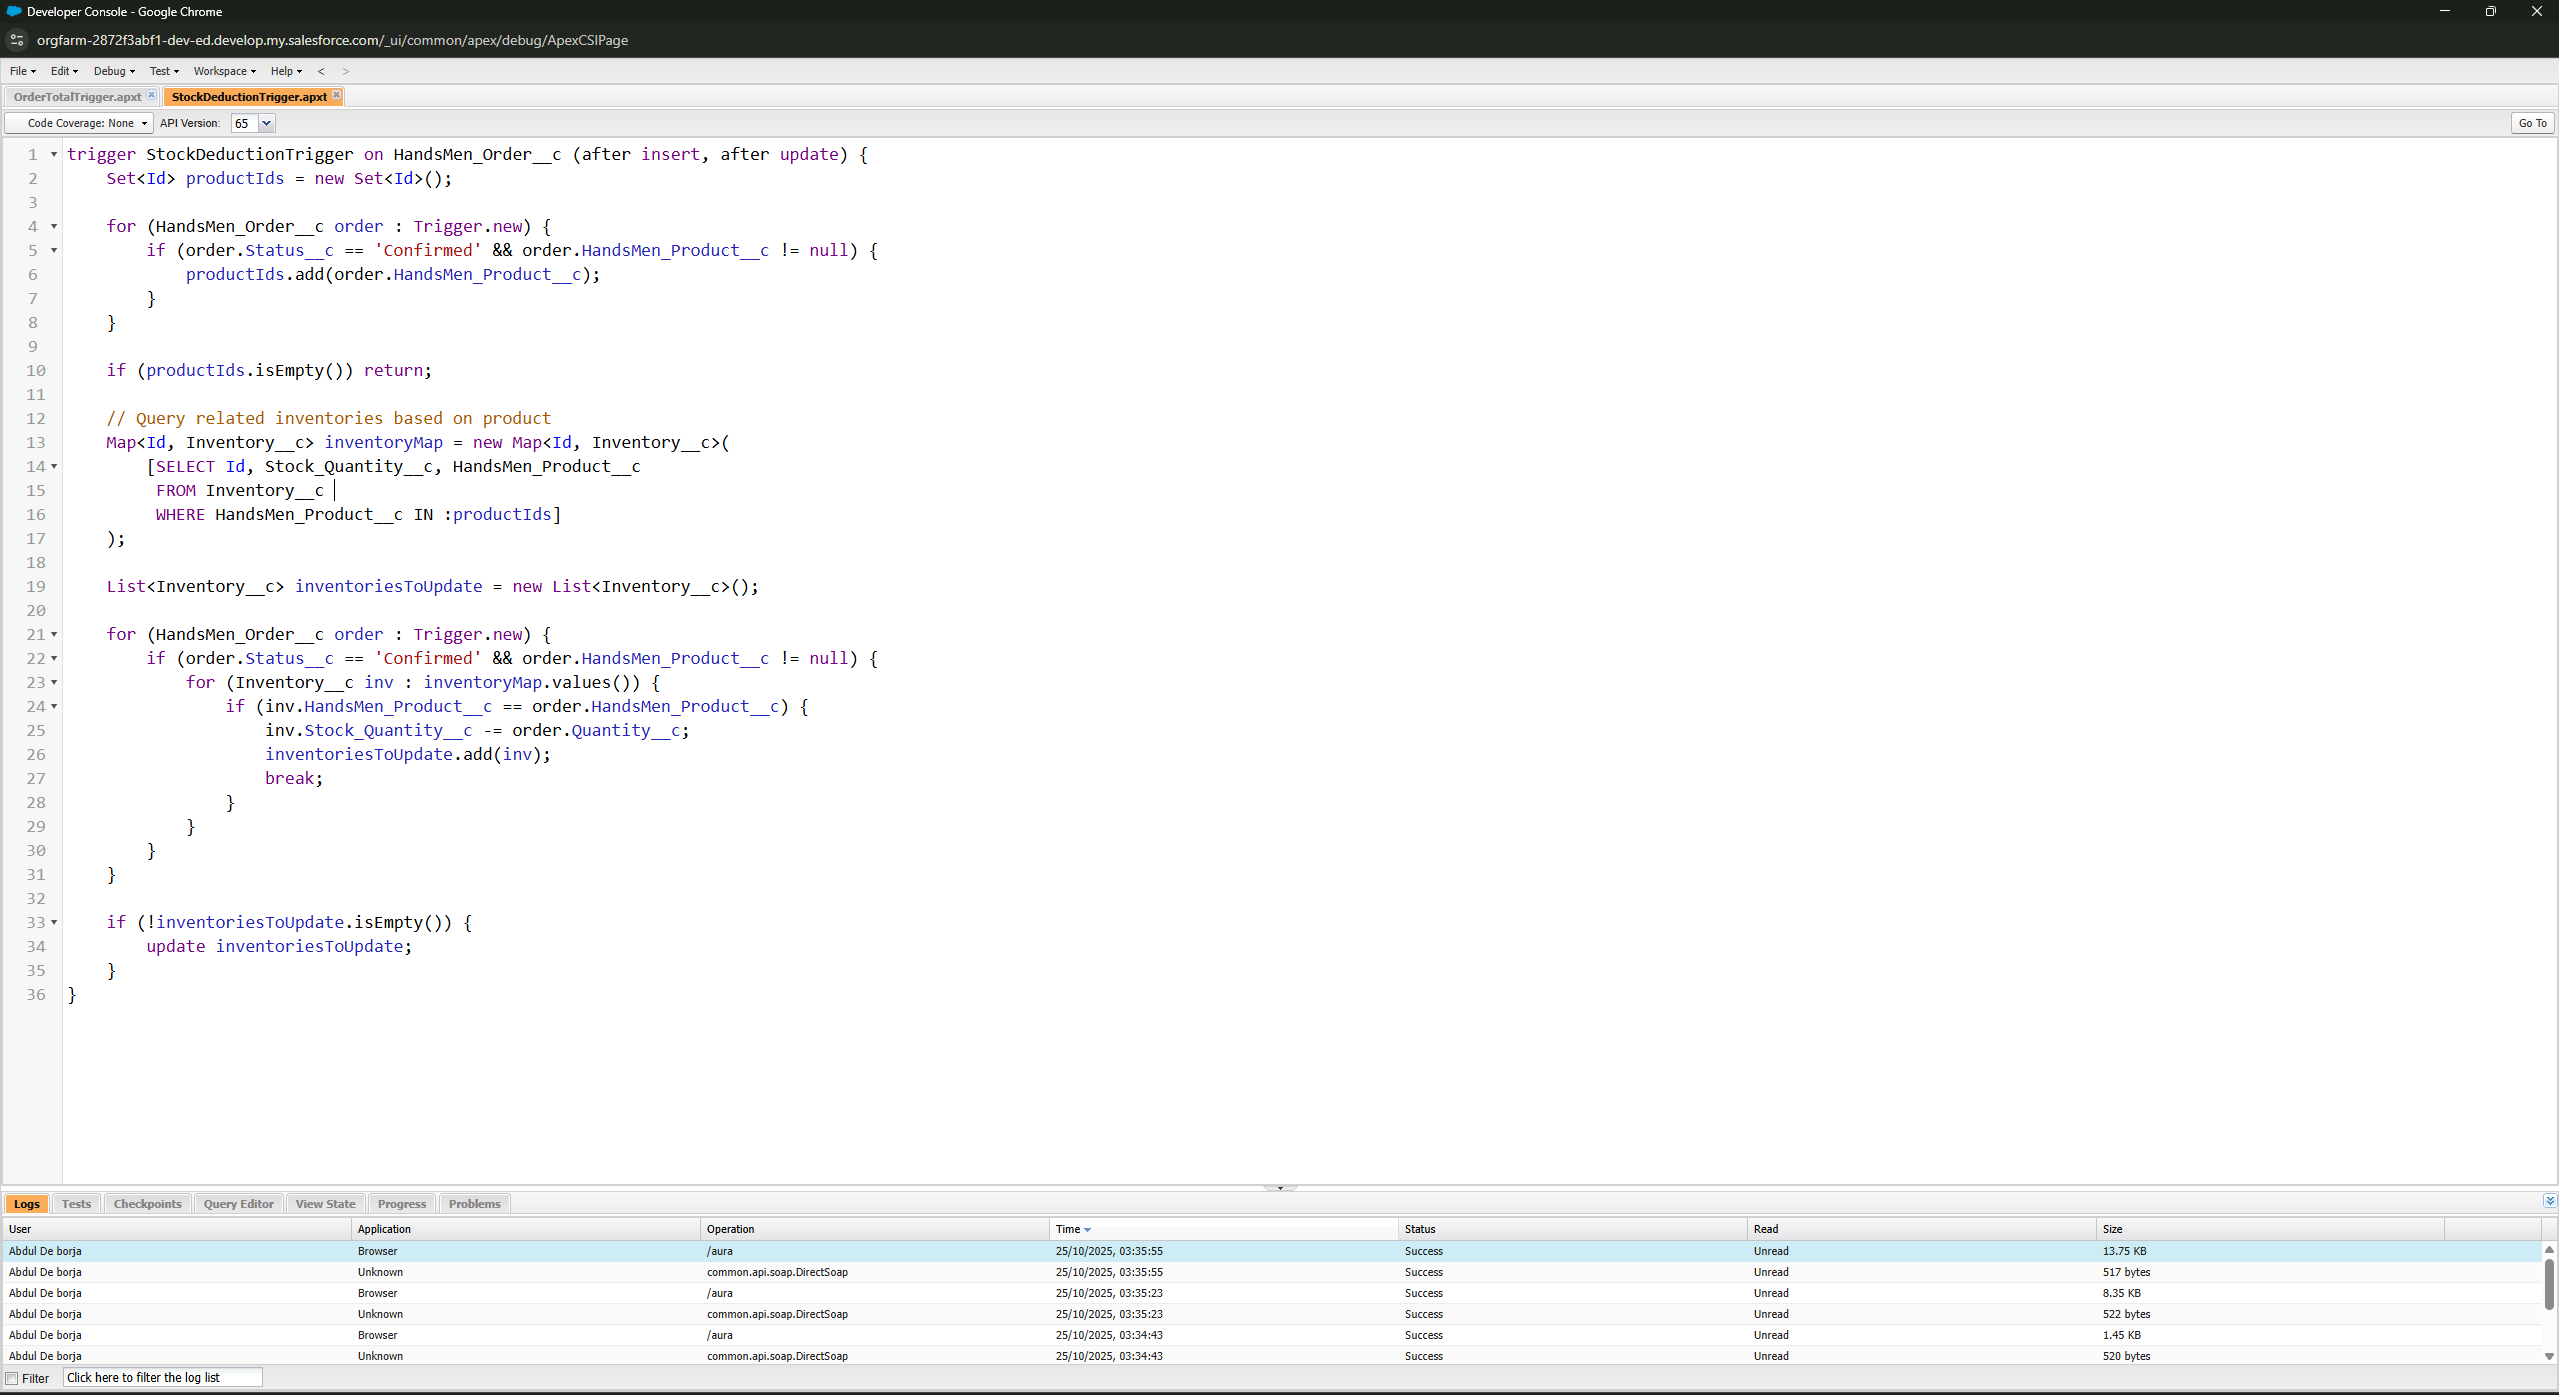 Developer Console - Google Chrome
orgfarm-2872f3abf1-dev-ed.develop.my.salesforce.com/_ui/common/apex/debug/ApexCSIPage
File Edit Debug Test Workspace Help < >
OrderTotalTrigger.apxt StockDeductionTrigger.apxt
Code Coverage: None API Version: 65 Go To
1 trigger StockDeductionTrigger on HandsMen_Order__c (after insert, after update) {
2 Set<Id> productIds = new Set<Id>();
3
4 for (HandsMen_Order__c order : Trigger.new) {
5 if (order.Status__c == 'Confirmed' && order.HandsMen_Product__c != null) {
6 productIds.add(order.HandsMen_Product__c);
7 }
8 }
9
10 if (productIds.isEmpty()) return;
11
12 // Query related inventories based on product
13 Map<Id, Inventory__c> inventoryMap = new Map<Id, Inventory__c>(
14 [SELECT Id, Stock_Quantity__c, HandsMen_Product__c
15 FROM Inventory__c
16 WHERE HandsMen_Product__c IN :productIds]
17 );
18
19 List<Inventory__c> inventoriesToUpdate = new List<Inventory__c>();
20
21 for (HandsMen_Order__c order : Trigger.new) {
22 if (order.Status__c == 'Confirmed' && order.HandsMen_Product__c != null) {
23 for (Inventory__c inv : inventoryMap.values()) {
24 if (inv.HandsMen_Product__c == order.HandsMen_Product__c) {
25 inv.Stock_Quantity__c -= order.Quantity__c;
26 inventoriesToUpdate.add(inv);
27 break;
28 }
29 }
30 }
31 }
32
33 if (!inventoriesToUpdate.isEmpty()) {
34 update inventoriesToUpdate;
35 }
36 }
Logs Tests Checkpoints Query Editor View State Progress Problems
User Application Operation Time Status Read Size
Abdul De borja Browser /aura 25/10/2025, 03:35:55 Success Unread 13.75 KB
Abdul De borja Unknown common.api.soap.DirectSoap 25/10/2025, 03:35:55 Success Unread 517 bytes
Abdul De borja Browser /aura 25/10/2025, 03:35:23 Success Unread 8.35 KB
Abdul De borja Unknown common.api.soap.DirectSoap 25/10/2025, 03:35:23 Success Unread 522 bytes
Abdul De borja Browser /aura 25/10/2025, 03:34:43 Success Unread 1.45 KB
Abdul De borja Unknown common.api.soap.DirectSoap 25/10/2025, 03:34:43 Success Unread 520 bytes
Filter Click here to filter the log list